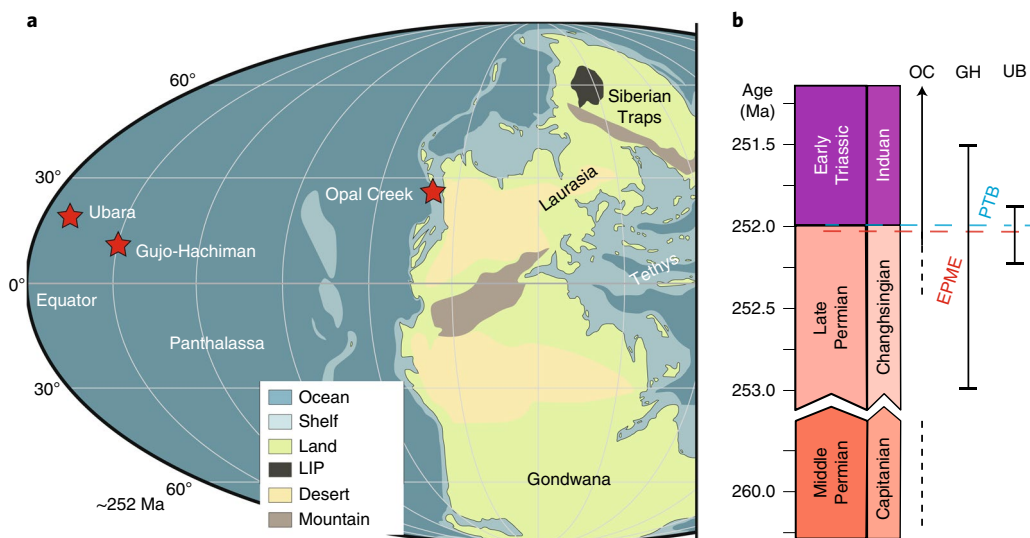 a
60°
30°
0°
Equator
30°
60°
~252 Ma
Ubara
Gujo-Hachiman
Opal Creek
Panthalassa
Siberian
Traps
Laurasia
Tethys
Gondwana
Ocean
Shelf
Land
LIP
Desert
Mountain
b
Age
(Ma)
251.5
252.0
252.5
253.0
260.0
Early
Triassic
Induan
Late
Permian
Changhsingian
Middle
Permian
Capitanian
OC
GH
UB
PTB
EPME